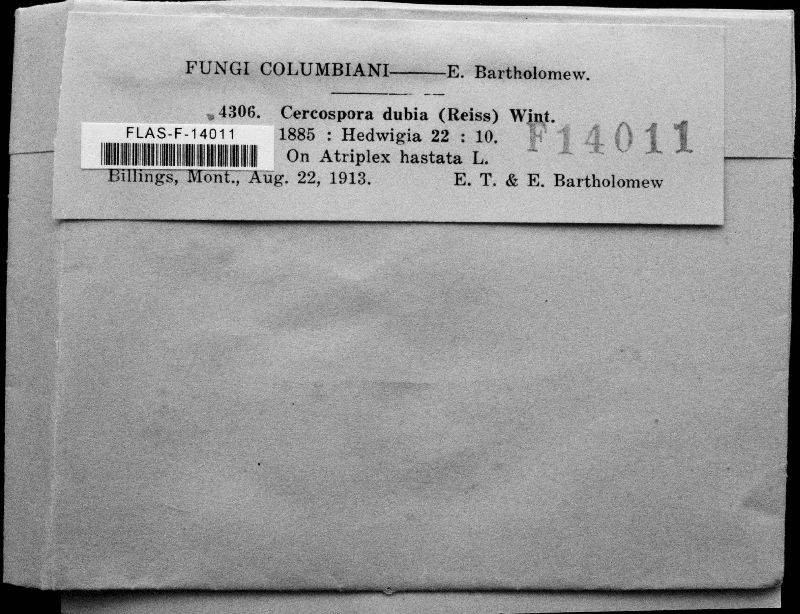 FUNGI COLUMBIANI——E. Bartholomew.
4306. Cercospora dubia (Reiss) Wint.
FLAS-F-14011
1885 : Hedwigia 22 : 10.
F14011
On Atriplex hastata L.
Billings, Mont., Aug. 22, 1913. E. T. & E. Bartholomew